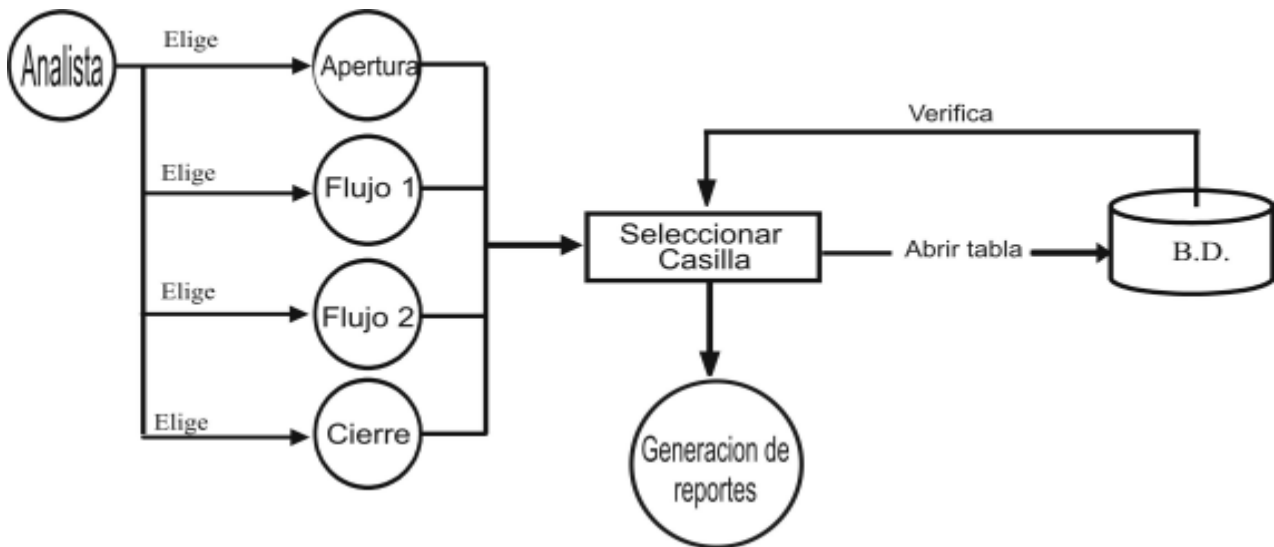 Analista
Elige
Apertura
Elige
Flujo 1
Elige
Flujo 2
Elige
Cierre
Verifica
Seleccionar
Casilla
Abrir tabla
B.D.
Generacion de
reportes